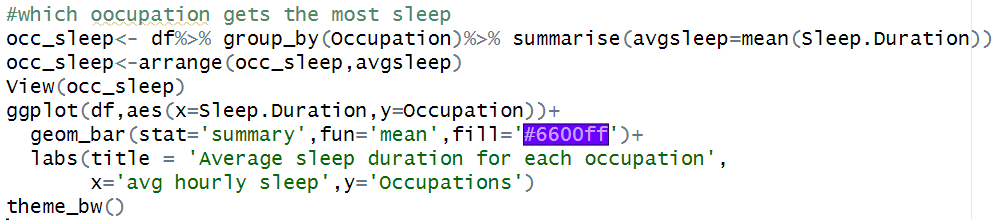 #which oocupation gets the most sleep
occ_sleep<- df%>% group_by(Occupation)%>% summarise(avgsleep=mean(Sleep.Duration))
occ_sleep<-arrange(occ_sleep,avgsleep)
View(occ_sleep)
ggplot(df,aes(x=Sleep.Duration,y=Occupation))+
  geom_bar(stat='summary',fun='mean',fill='#6600ff')+
  labs(title = 'Average sleep duration for each occupation',
       x='avg hourly sleep',y='Occupations')
theme_bw()